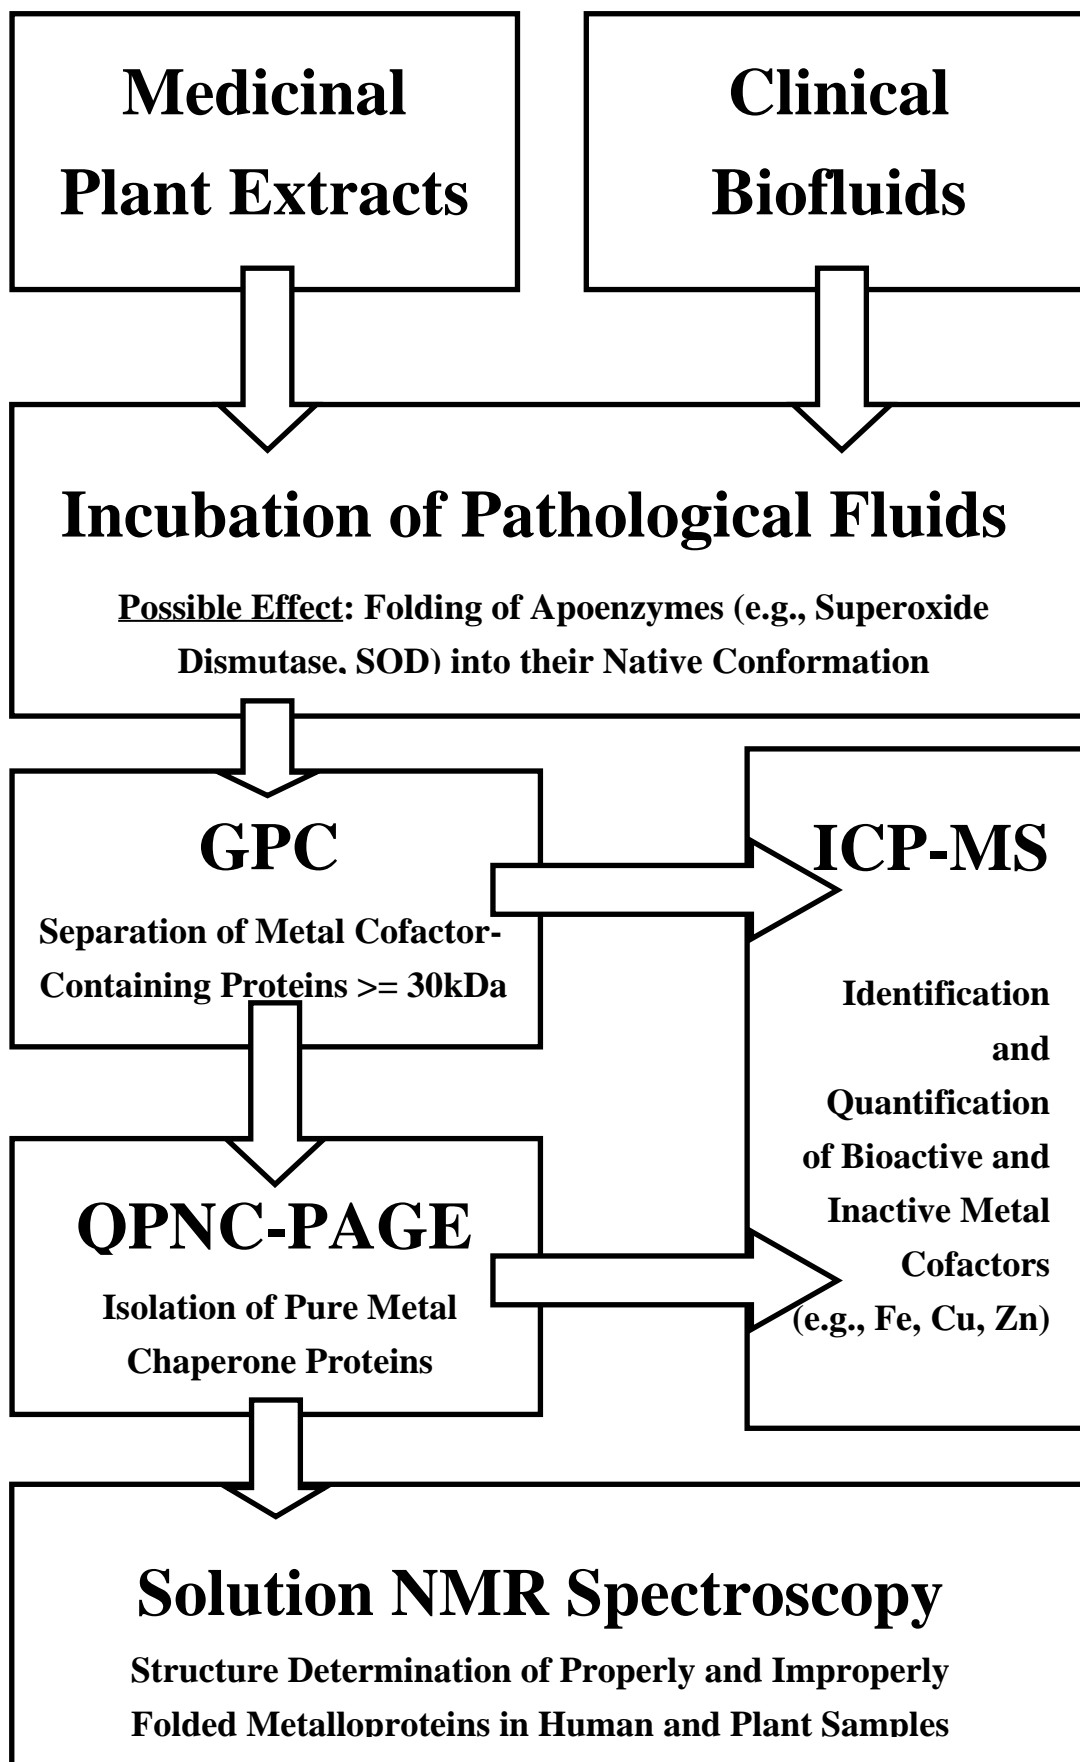 Medicinal
Plant Extracts
Clinical
Biofluids
Incubation of Pathological Fluids
Possible Effect: Folding of Apoenzymes (e.g., Superoxide
Dismutase, SOD) into their Native Conformation
GPC
Separation of Metal Cofactor-
Containing Proteins >= 30kDa
ICP-MS
Identification
and
Quantification
of Bioactive and
Inactive Metal
Cofactors
(e.g., Fe, Cu, Zn)
QPNC-PAGE
Isolation of Pure Metal
Chaperone Proteins
Solution NMR Spectroscopy
Structure Determination of Properly and Improperly
Folded Metalloproteins in Human and Plant Samples